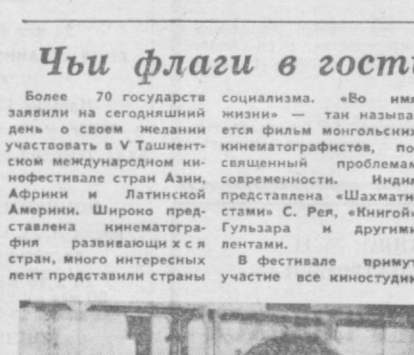 Чьи флаги в гости
Более 70 государств
заявили на сегодняшний
день о своем желании
участвовать в V Ташкент-
ском международном ки-
нофестивале стран Азии,
Африки и Латинской
Америки. Широко пред-
ставлена кинематогра-
фия развивающихся
стран, много интересных
лент представили страны
социализма. «Во имя
жизни» — так называ
ется фильм монгольских
кинематографистов, по
священный проблемам
современности. Индия
представлена «Шахмати
стами» С. Рея, «Книгой»
Гульзара и другими
лентами.
В фестивале примут
участие все киностудии